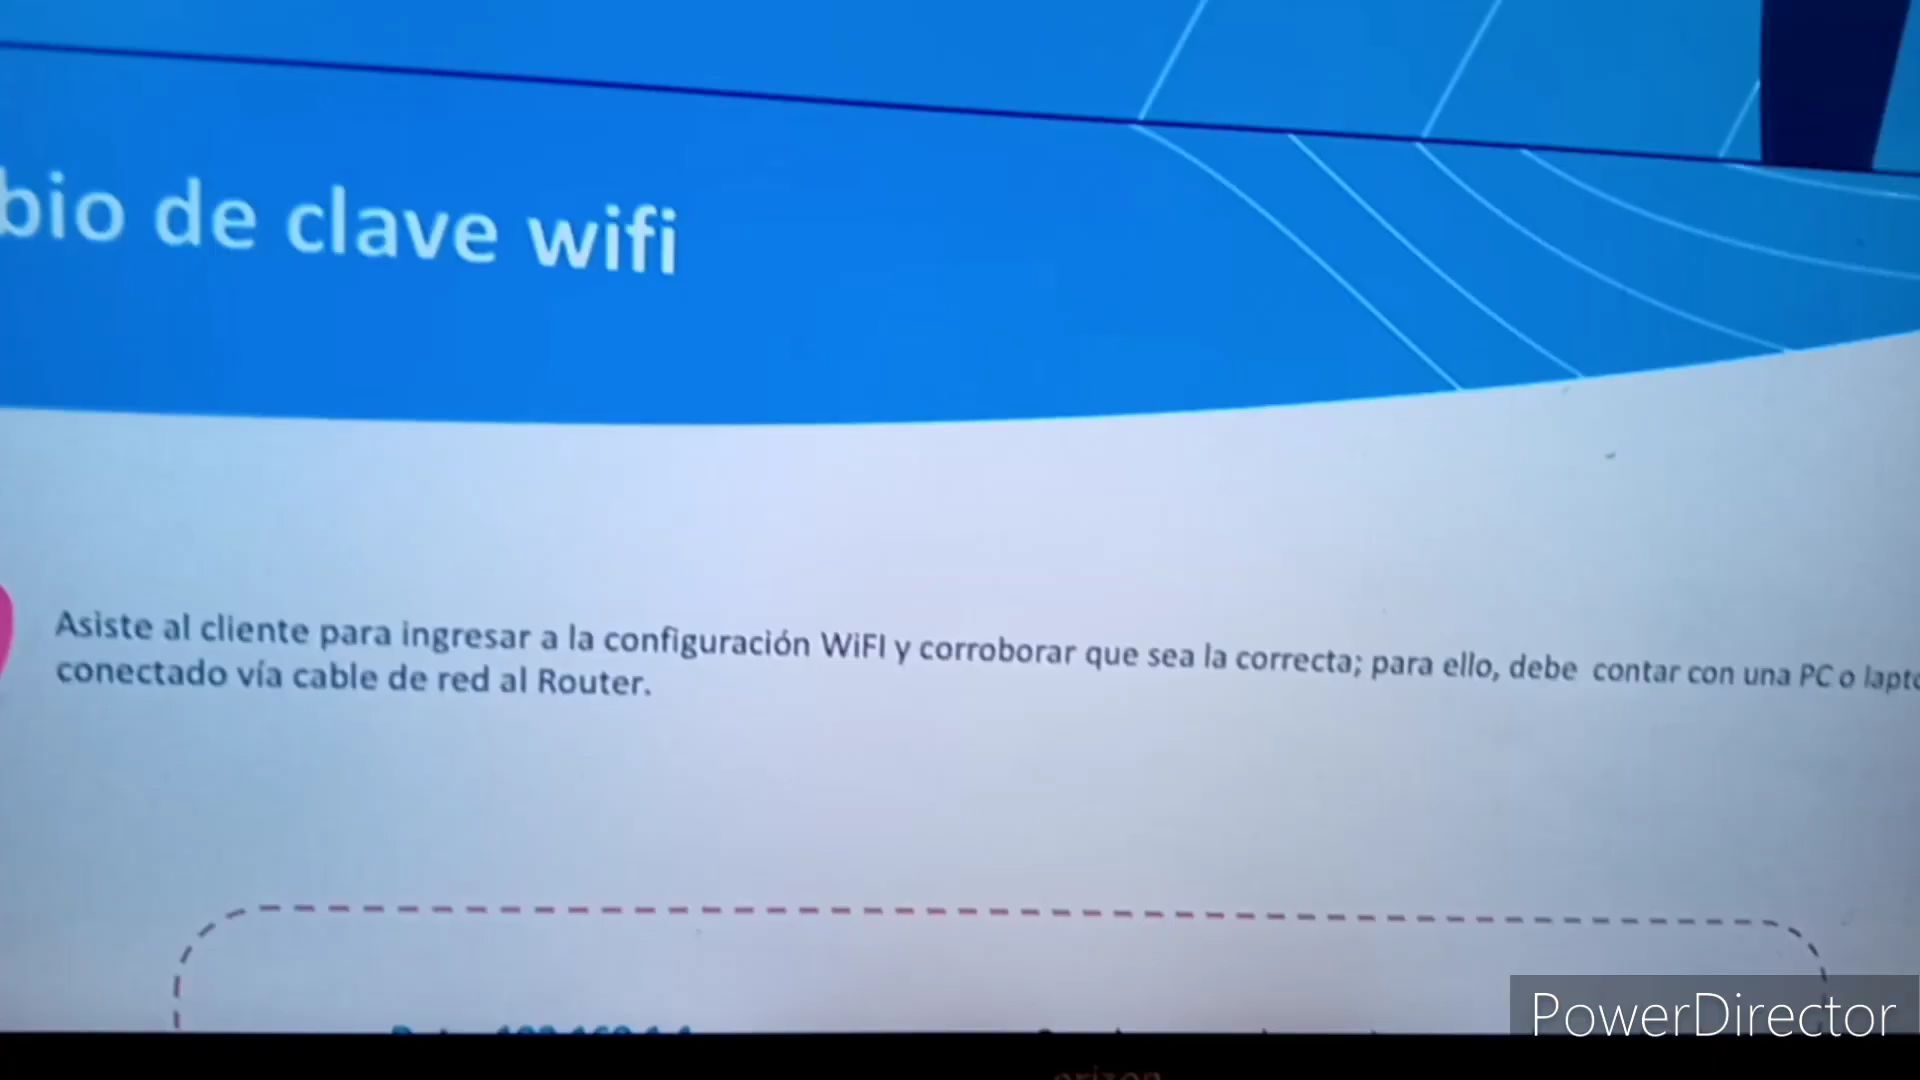 bio de clave wifi
Asiste al cliente para ingresar a la configuración WiFI y corroborar que sea la correcta; para ello, debe contar con una PC o lapto
conectado vía cable de red al Router.
PowerDirector